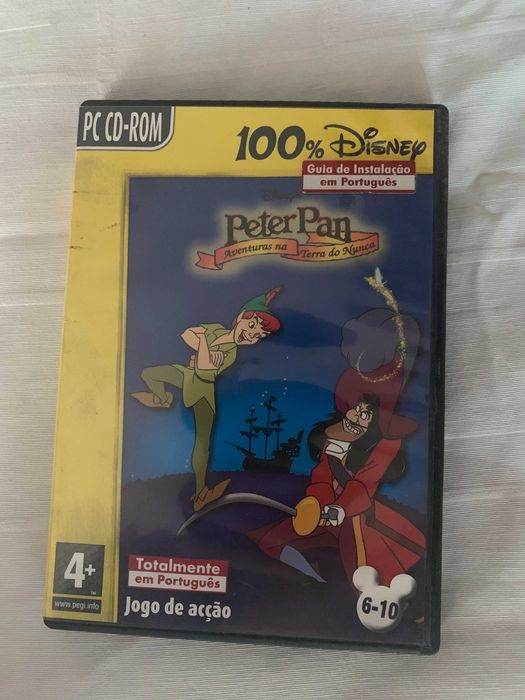 PC CD-ROM
100% Disney
Guia de Instalação
em Português
Disney's
Peter Pan
Aventuras na Terra do Nunca
4+
www.pegi.info
Totalmente
em Português
Jogo de acção
6-10